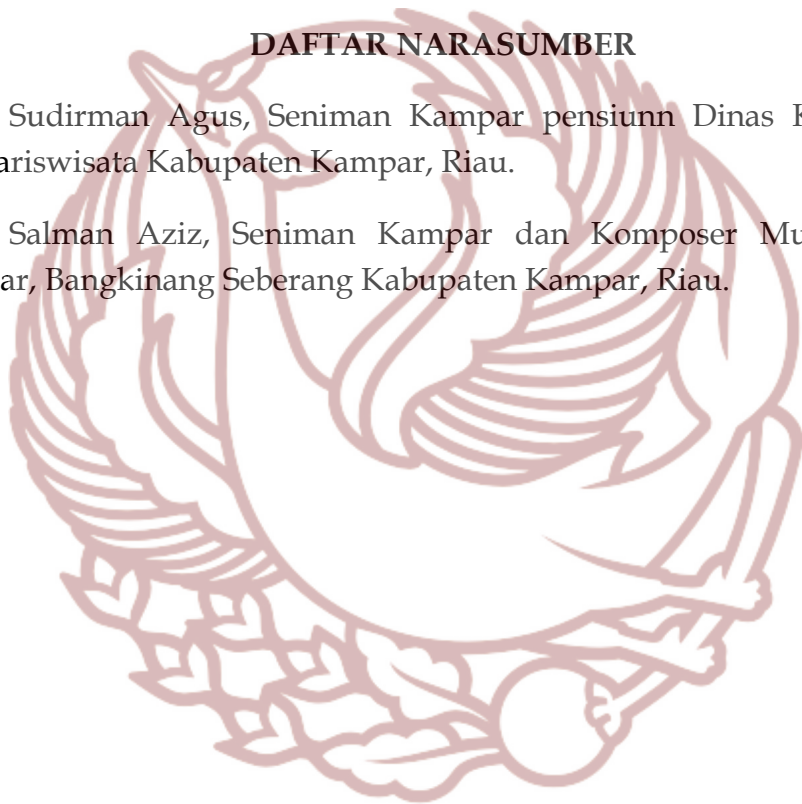 DAFTAR NARASUMBER
Sudirman Agus, Seniman Kampar pensiunn Dinas
ariswisata Kabupaten Kampar, Riau.
Salman Aziz, Seniman Kampar dan Komposer
ar, Bangkinang Seberang Kabupaten Kampar, Riau.